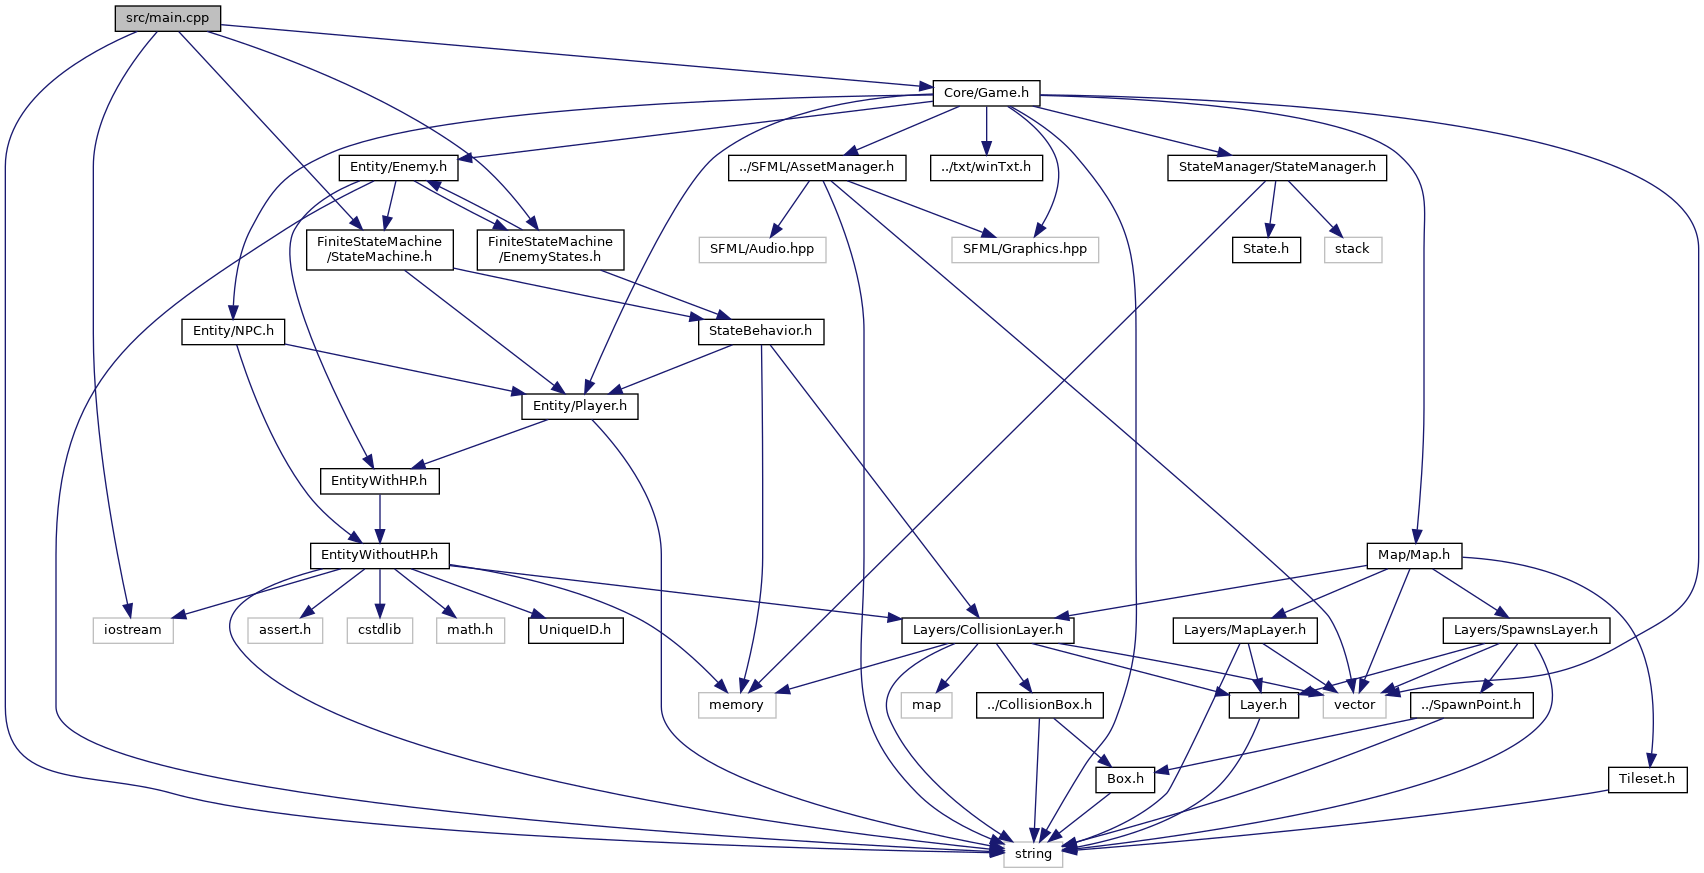 src/main.cpp
Core/Game.h
Entity/Enemy.h
../SFML/AssetManager.h
../txt/winTxt.h
StateManager/StateManager.h
FiniteStateMachine
/StateMachine.h
FiniteStateMachine
/EnemyStates.h
SFML/Audio.hpp
SFML/Graphics.hpp
State.h
stack
Entity/NPC.h
StateBehavior.h
Entity/Player.h
EntityWithHP.h
EntityWithoutHP.h
Map/Map.h
iostream
assert.h
cstdlib
math.h
UniqueID.h
Layers/CollisionLayer.h
Layers/MapLayer.h
Layers/SpawnsLayer.h
memory
map
../CollisionBox.h
Layer.h
vector
../SpawnPoint.h
Box.h
Tileset.h
string